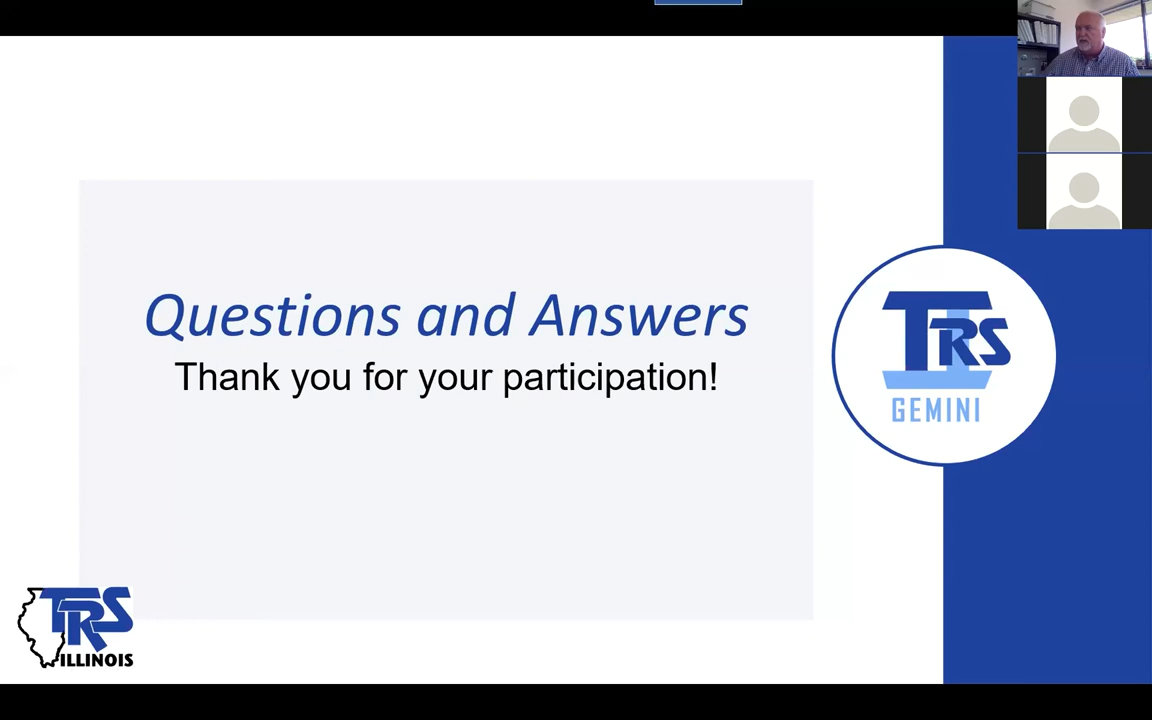 Questions and Answers
Thank you for your participation!
TRS
GEMINI
TRS
ILLINOIS